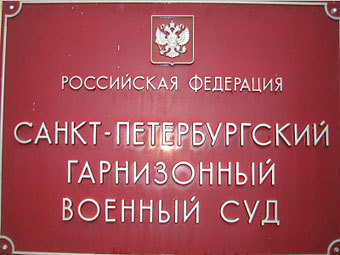 РОССИЙСКАЯ ФЕДЕРАЦИЯ
САНКТ-ПЕТЕРБУРГСКИЙ
ГАРНИЗОННЫЙ
ВОЕННЫЙ СУД